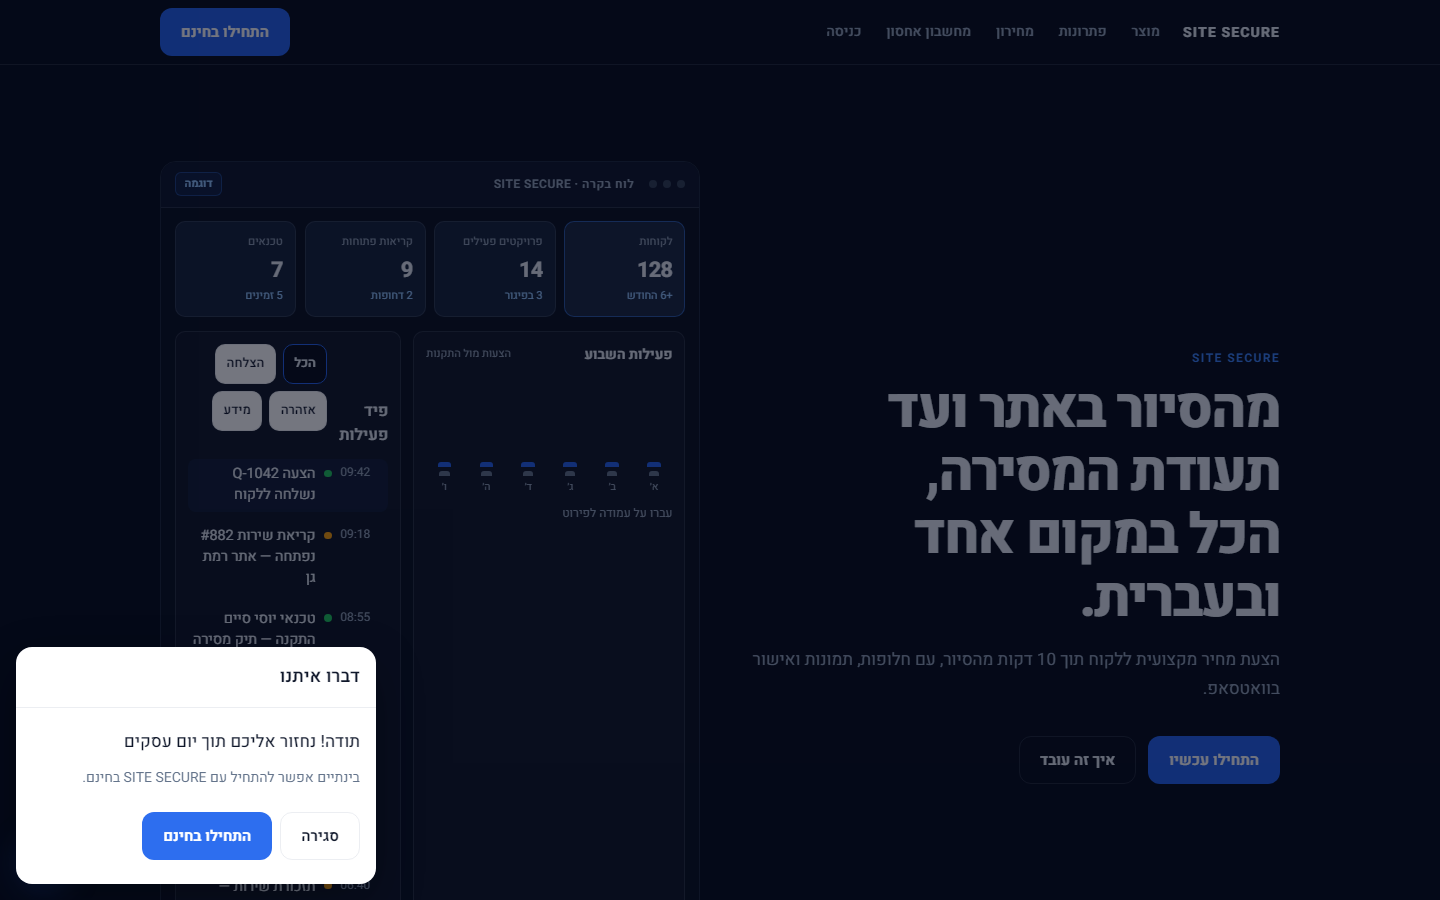 SITE SECURE
מוצר
פתרונות
מחירון
מחשבון אחסון
כניסה
התחילו בחינם
SITE SECURE
מהסיור באתר ועד
תעודת המסירה,
הכל במקום אחד
ובעברית.
הצעת מחיר מקצועית ללקוח תוך 10 דקות מהסיור, עם חלופות, תמונות ואישור
בוואטסאפ.
התחילו עכשיו
איך זה עובד
לוח בקרה · SITE SECURE
דוגמה
לקוחות
128
+6 החודש
פרויקטים פעילים
14
3 בפיגור
קריאות פתוחות
9
2 דחופות
טכנאים
7
5 זמינים
פעילות השבוע
הצעות מול התקנות
א'
ב'
ג'
ד'
ה'
ו'
עברו על עמודה לפירוט
פיד
פעילות
הכל
הצלחה
אזהרה
מידע
09:42
הצעה Q-1042
נשלחה ללקוח
09:18
קריאת שירות #882
נפתחה — אתר רמת
גן
08:55
טכנאי יוסי סיים
התקנה — תיק מסירה
תזכורת שירות —
דברו איתנו
תודה! נחזור אליכם תוך יום עסקים
בינתיים אפשר להתחיל עם SITE SECURE בחינם.
סגירה
התחילו בחינם